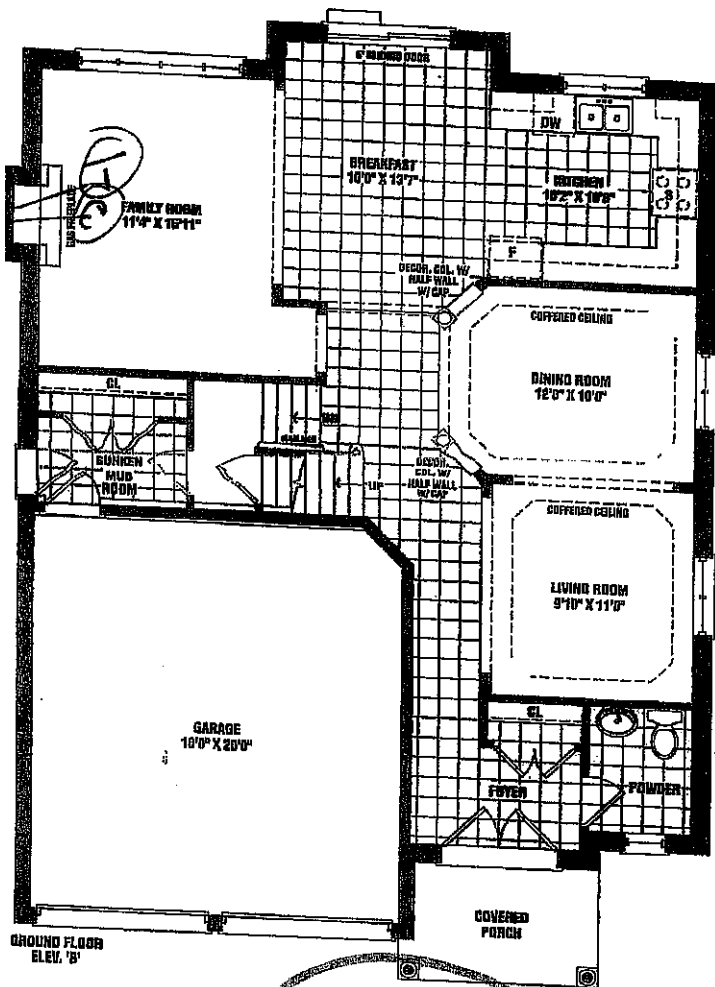 6' SLIDING DOOR
DW
BREAKFAST
10'0" X 13'7"
KITCHEN
FAMILY ROOM
11'4" X 16'11"
GAS FIREPLACE
F
DECOR. COL. W/
HALF WALL
W/ CAP
COFFERED CEILING
DINING ROOM
12'0" X 10'0"
CL.
SUNKEN
MUD
ROOM
UP
DECOR.
COL. W/
HALF WALL
W/ CAP
COFFERED CEILING
LIVING ROOM
9'10" X 11'0"
GARAGE
CL.
FOYER
POWDER
COVERED
PORCH
GROUND FLOOR
ELEV. 'B'